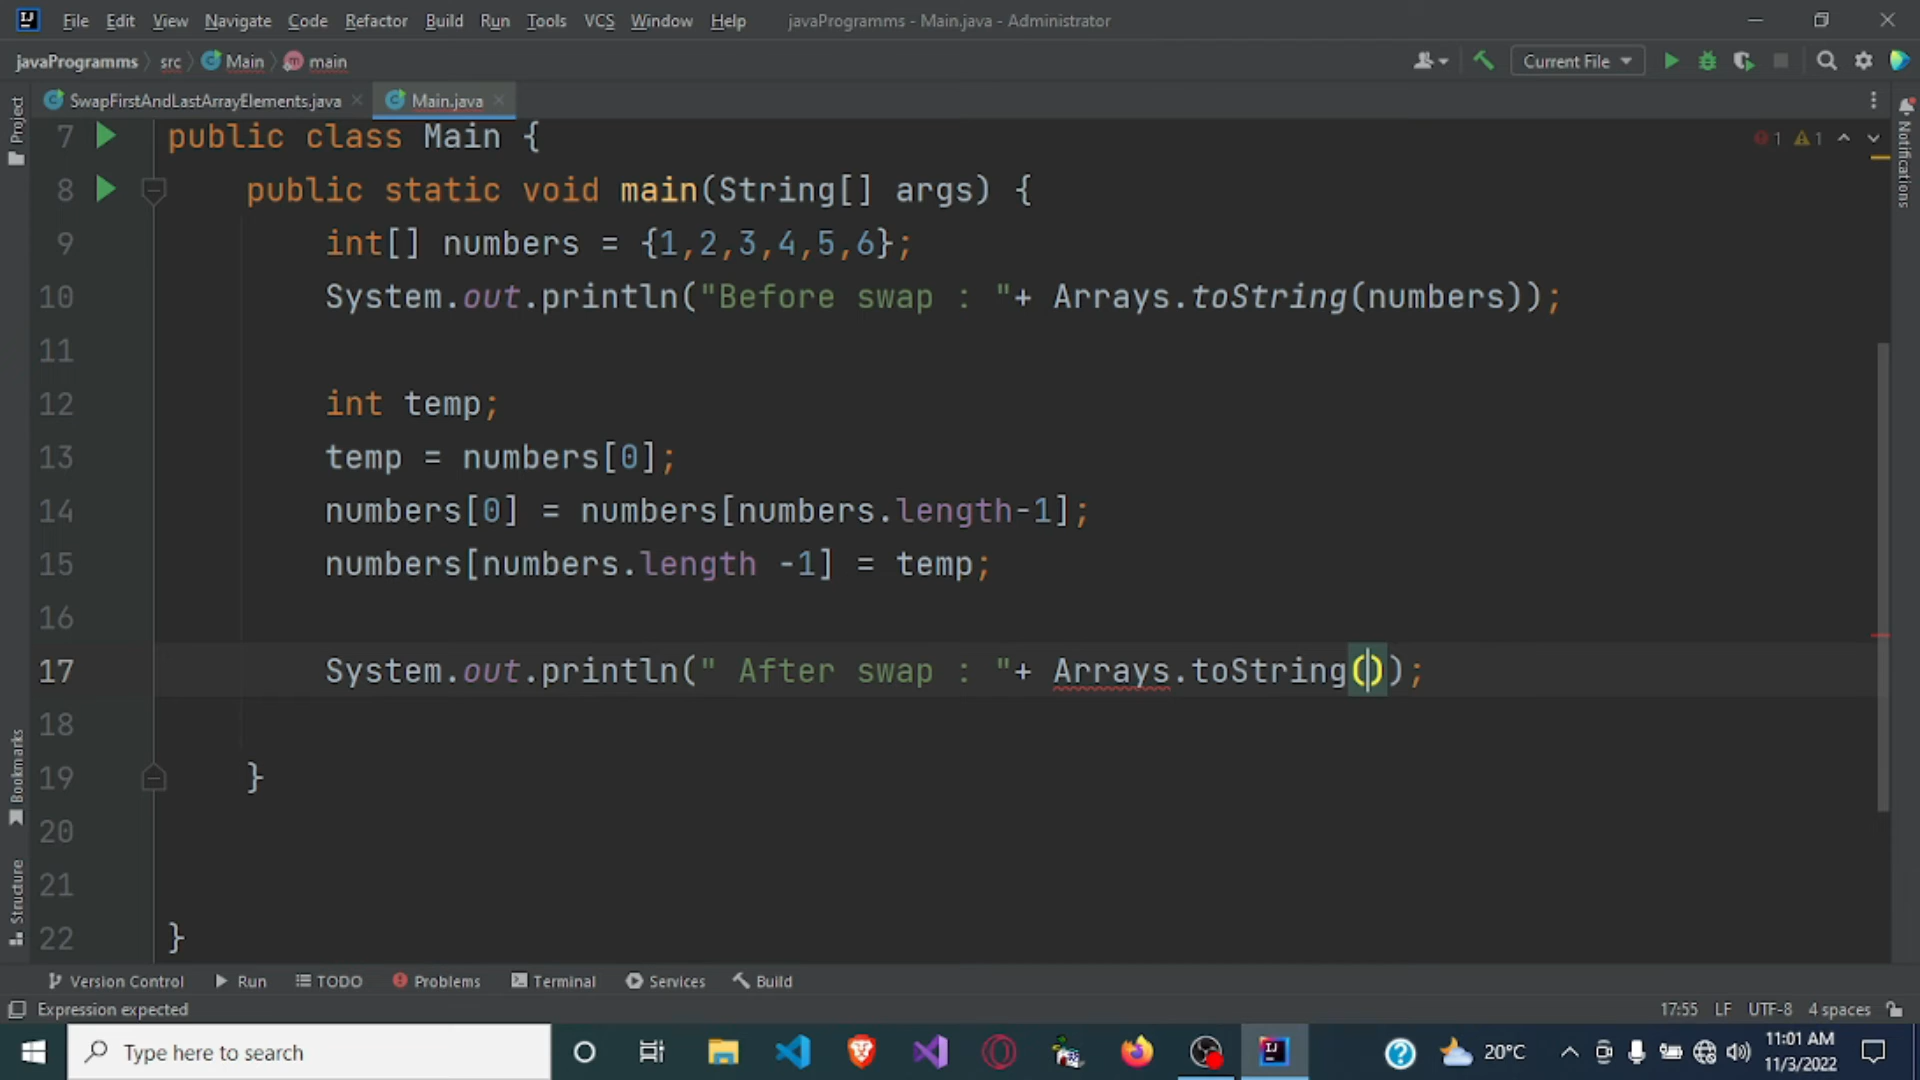 File Edit View Navigate Code Refactor Build Run Tools VCS Window Help javaProgramms - Main.java - Administrator
javaProgramms src Main main Current File
SwapFirstAndLastArrayElements.java Main.java
Project
Notifications
Bookmarks
Structure
1 1
7 public class Main {
8 public static void main(String[] args) {
9 int[] numbers = {1,2,3,4,5,6};
10 System.out.println("Before swap : "+ Arrays.toString(numbers));
11
12 int temp;
13 temp = numbers[0];
14 numbers[0] = numbers[numbers.length-1];
15 numbers[numbers.length -1] = temp;
16
17 System.out.println(" After swap : "+ Arrays.toString());
18
19 }
20
21
22 }
Version Control Run TODO Problems Terminal Services Build
Expression expected 17:55 LF UTF-8 4 spaces
Type here to search 20°C 11:01 AM
11/3/2022